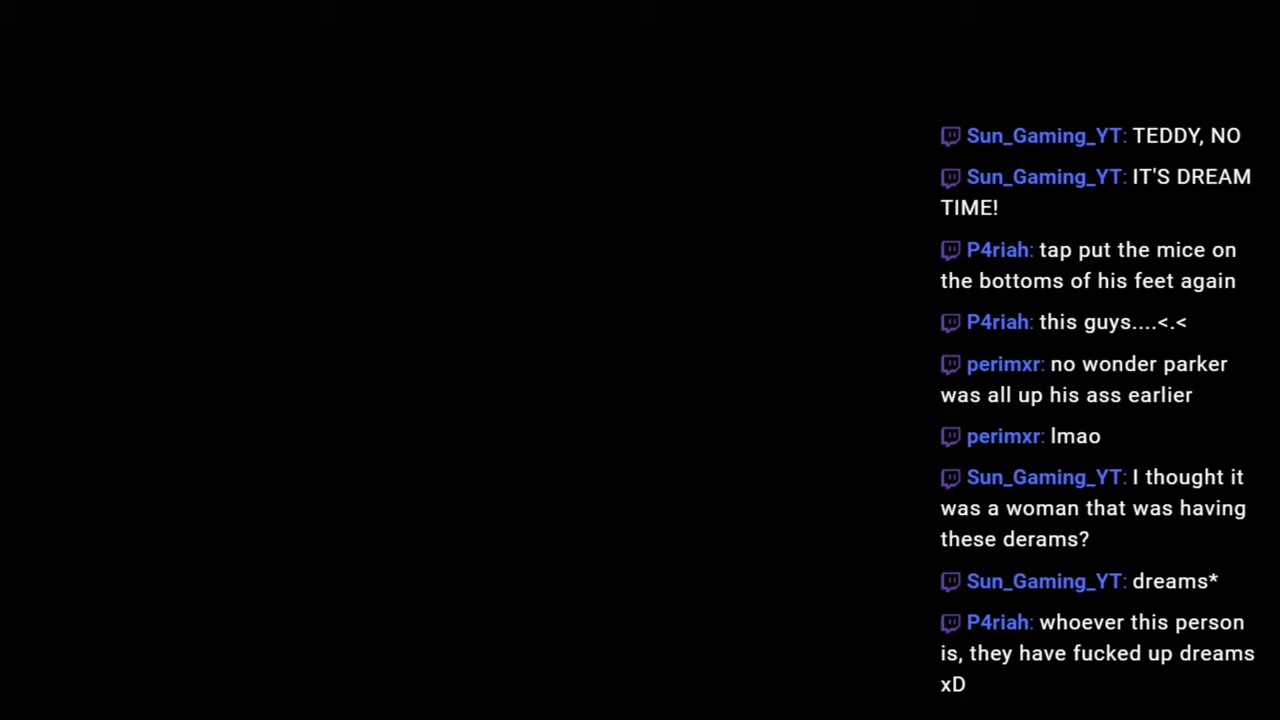 Sun_Gaming_YT: TEDDY, NO
Sun_Gaming_YT: IT'S DREAM
TIME!
P4riah: tap put the mice on
the bottoms of his feet again
P4riah: this guys....<.<
perimxr: no wonder parker
was all up his ass earlier
perimxr: lmao
Sun_Gaming_YT: I thought it
was a woman that was having
these derams?
Sun_Gaming_YT: dreams*
P4riah: whoever this person
is, they have fucked up dreams
xD